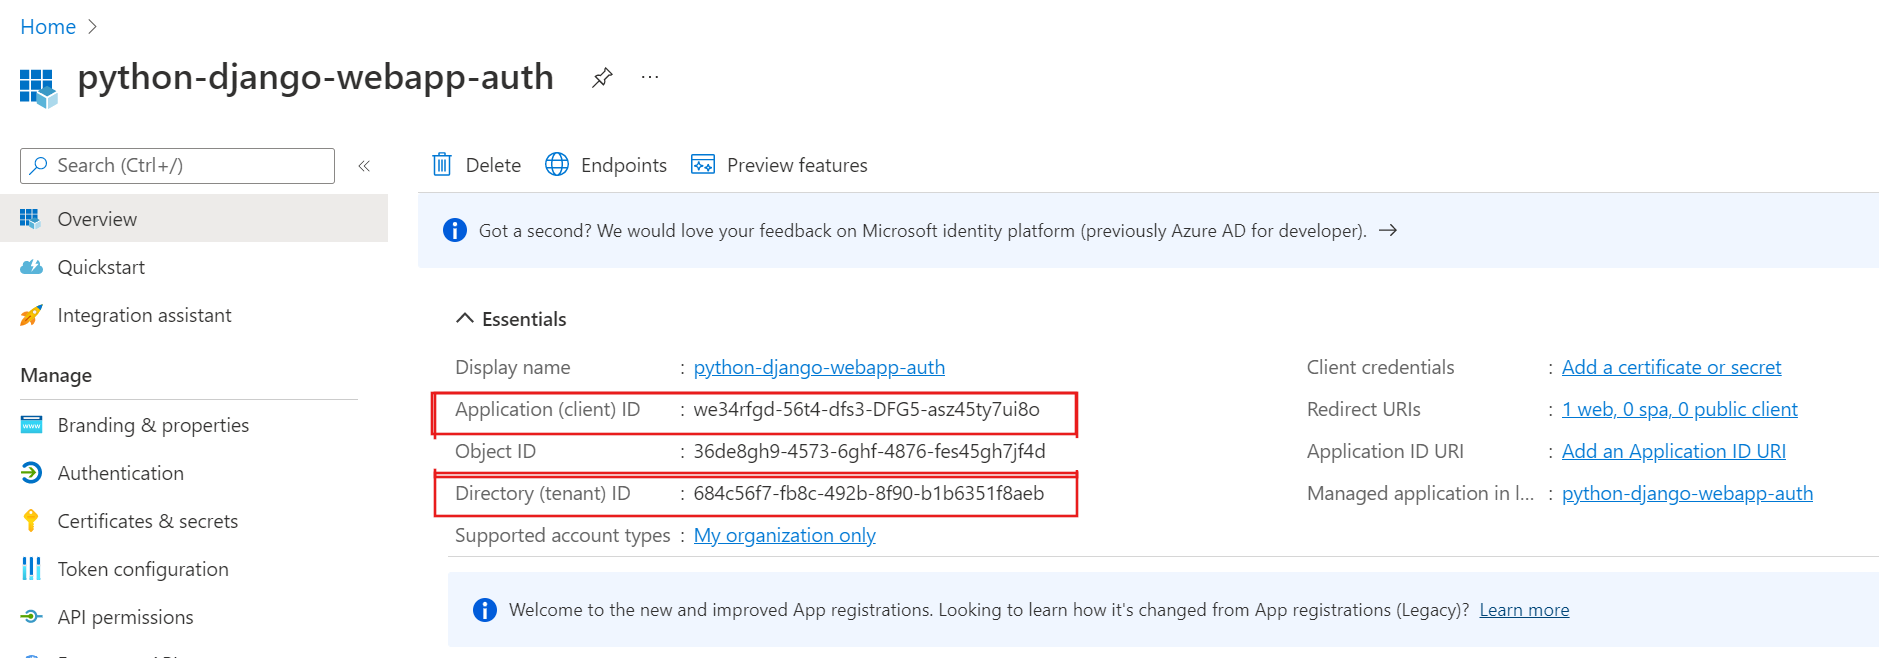 Home
python-django-webapp-auth
Search (Ctrl+/)
Overview
Quickstart
Integration assistant
Manage
Branding & properties
Authentication
Certificates & secrets
Token configuration
API permissions
Delete Endpoints Preview features
Got a second? We would love your feedback on Microsoft identity platform (previously Azure AD for developer).
Essentials
Display name : python-django-webapp-auth
Application (client) ID : we34rfgd-56t4-dfs3-DFG5-asz45ty7ui8o
Object ID : 36de8gh9-4573-6ghf-4876-fes45gh7jf4d
Directory (tenant) ID : 684c56f7-fb8c-492b-8f90-b1b6351f8aeb
Supported account types : My organization only
Client credentials : Add a certificate or secret
Redirect URIs : 1 web, 0 spa, 0 public client
Application ID URI : Add an Application ID URI
Managed application in l... : python-django-webapp-auth
Welcome to the new and improved App registrations. Looking to learn how it's changed from App registrations (Legacy)? Learn more